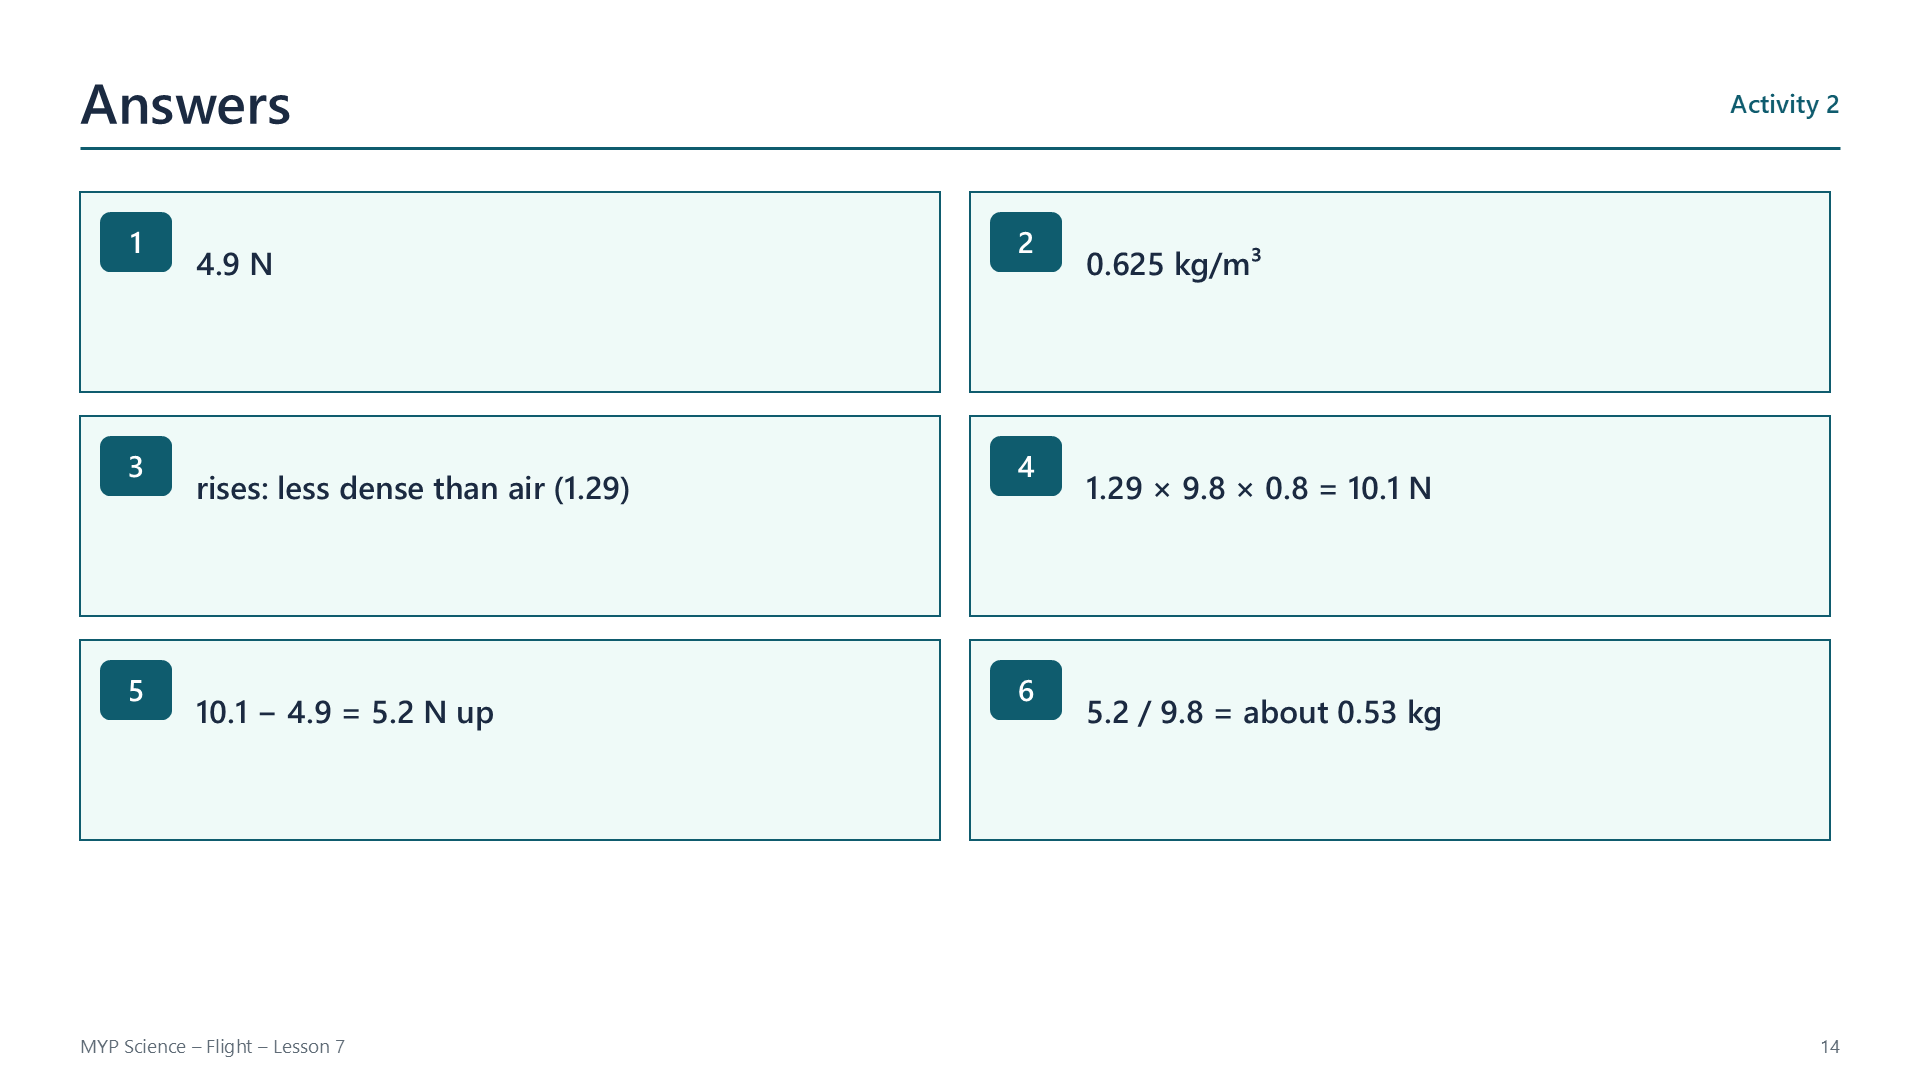 Answers
Activity 2
1
4.9 N
2
0.625 kg/m³
3
rises: less dense than air (1.29)
4
1.29 × 9.8 × 0.8 = 10.1 N
5
10.1 − 4.9 = 5.2 N up
6
5.2 / 9.8 = about 0.53 kg
MYP Science – Flight – Lesson 7
14